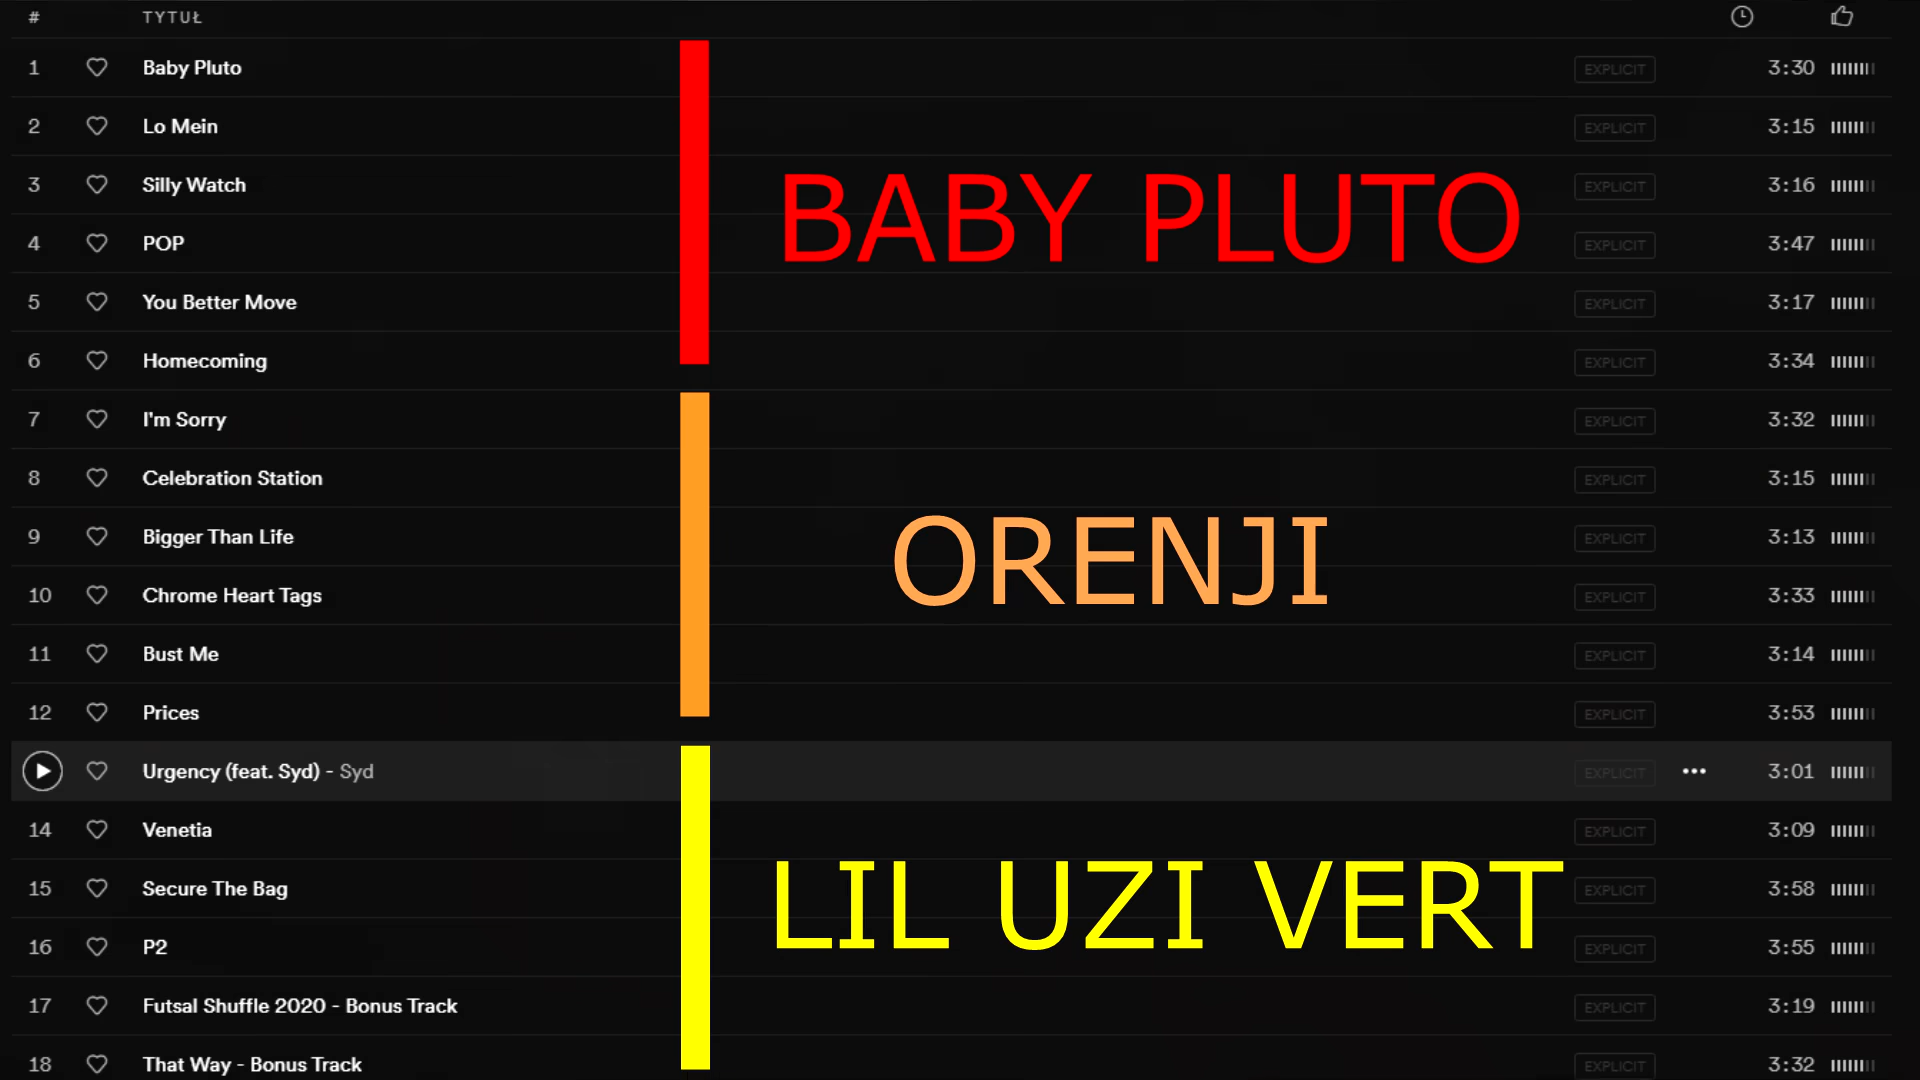 # TYTUŁ
1 Baby Pluto EXPLICIT 3:30
2 Lo Mein EXPLICIT 3:15
3 Silly Watch EXPLICIT 3:16
BABY PLUTO
4 POP EXPLICIT 3:47
5 You Better Move EXPLICIT 3:17
6 Homecoming EXPLICIT 3:34
7 I'm Sorry EXPLICIT 3:32
8 Celebration Station EXPLICIT 3:15
9 Bigger Than Life EXPLICIT 3:13
ORENJI
10 Chrome Heart Tags EXPLICIT 3:33
11 Bust Me EXPLICIT 3:14
12 Prices EXPLICIT 3:53
Urgency (feat. Syd) - Syd EXPLICIT ••• 3:01
14 Venetia EXPLICIT 3:09
15 Secure The Bag EXPLICIT 3:58
LIL UZI VERT
16 P2 EXPLICIT 3:55
17 Futsal Shuffle 2020 - Bonus Track EXPLICIT 3:19
18 That Way - Bonus Track EXPLICIT 3:32